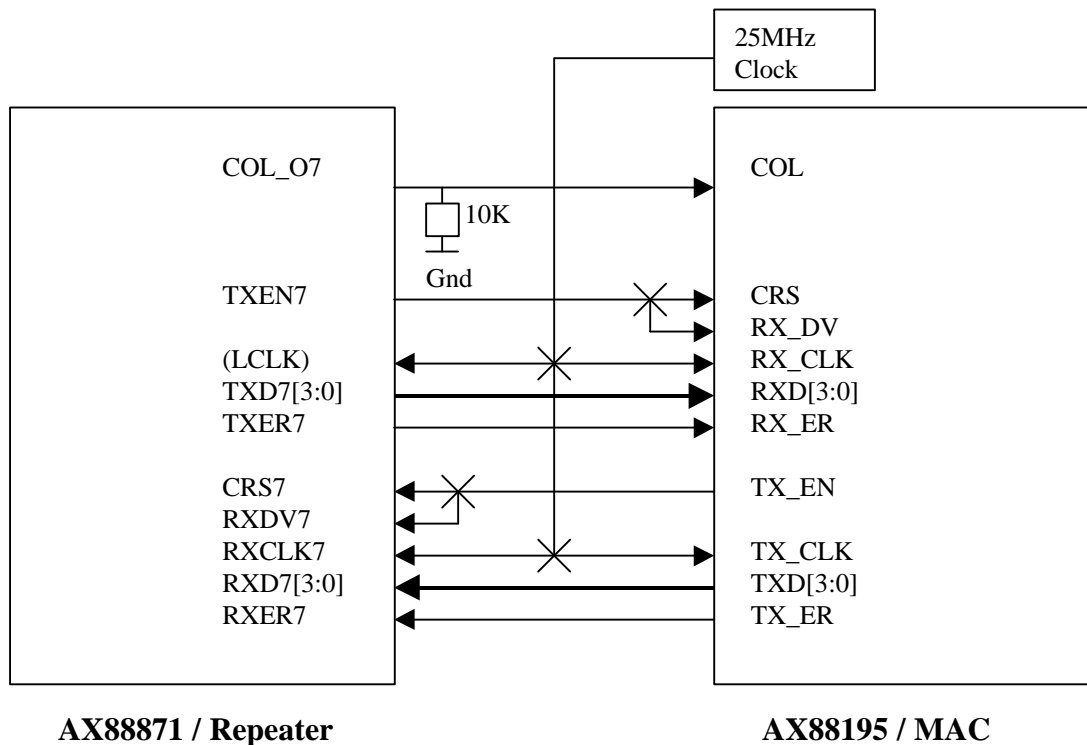 25MHz
Clock
COL_O7
COL
10K
Gnd
TXEN7
CRS
RX_DV
(LCLK)
RX_CLK
TXD7[3:0]
RXD[3:0]
TXER7
RX_ER
CRS7
TX_EN
RXDV7
RXCLK7
TX_CLK
RXD7[3:0]
TXD[3:0]
RXER7
TX_ER
AX88871 / Repeater
AX88195 / MAC